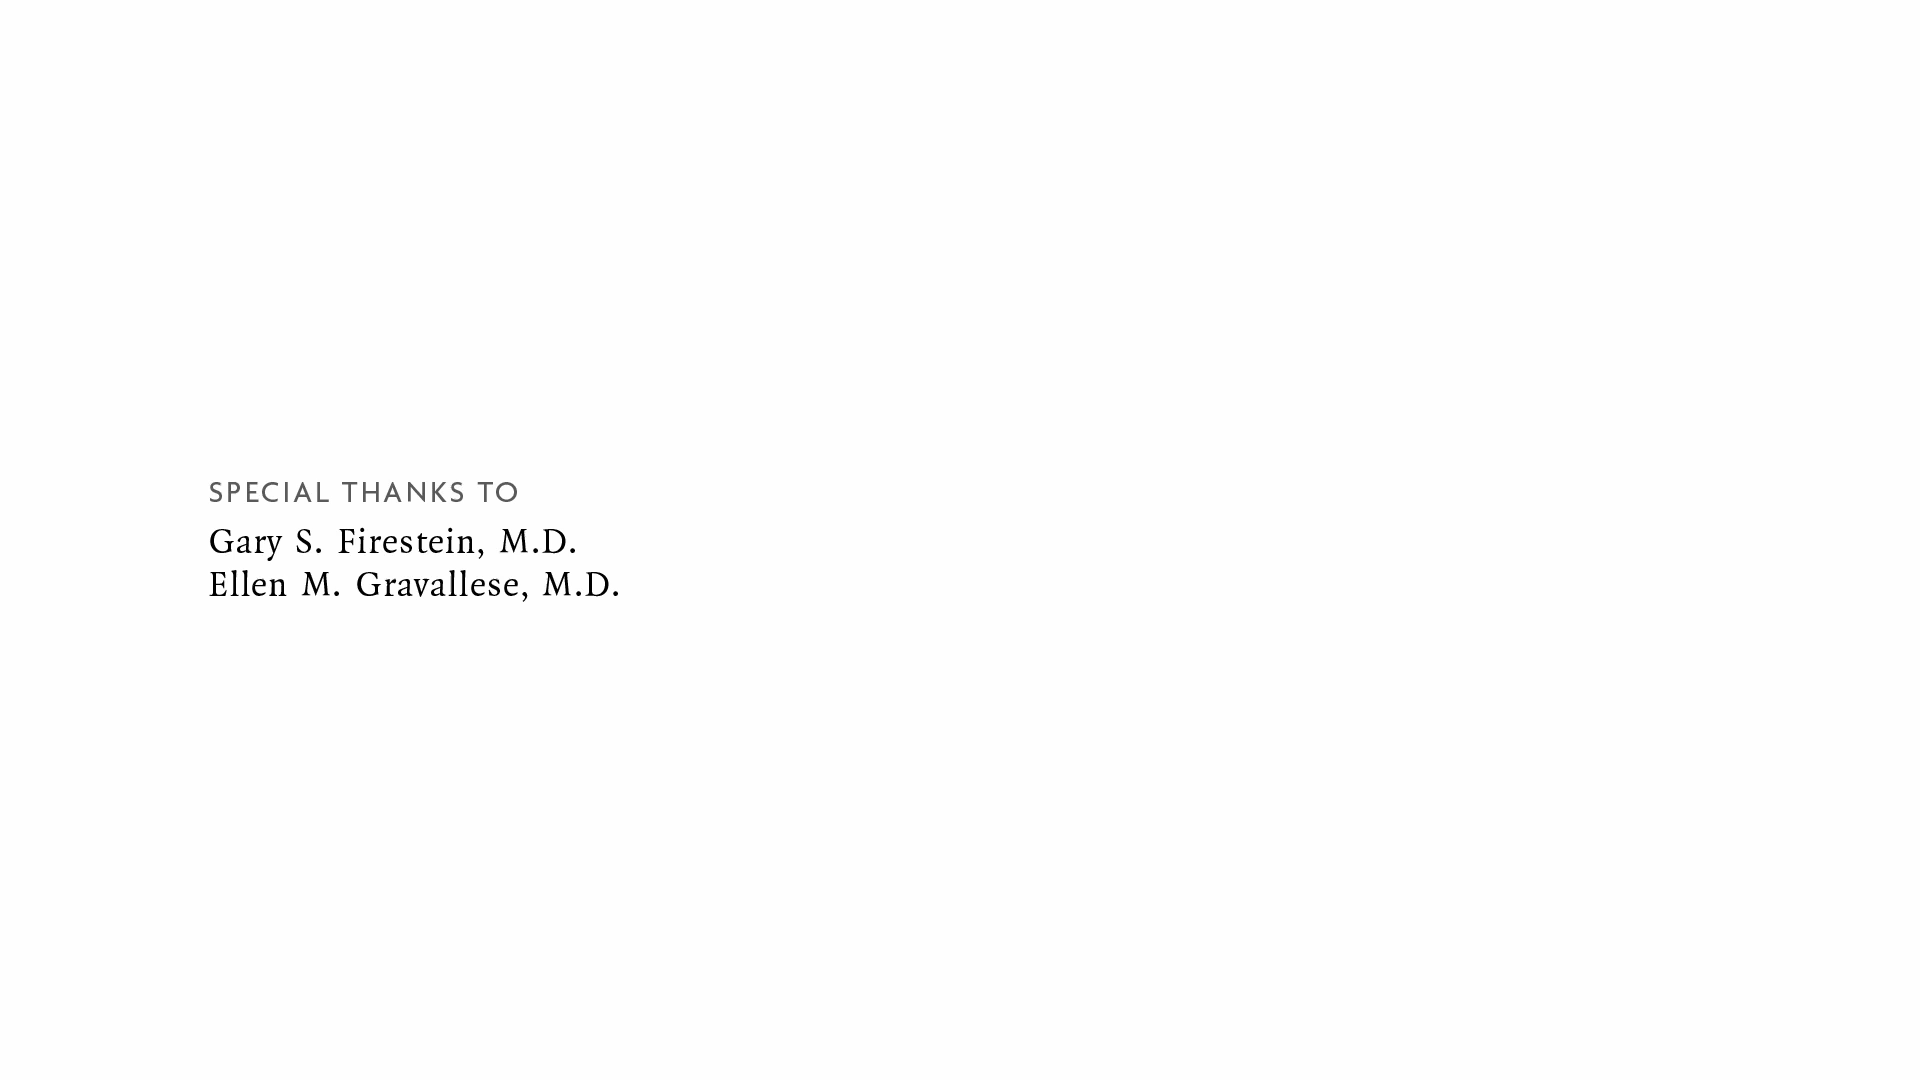 SPECIAL THANKS TO
Gary S. Firestein, M.D.
Ellen M. Gravallese, M.D.